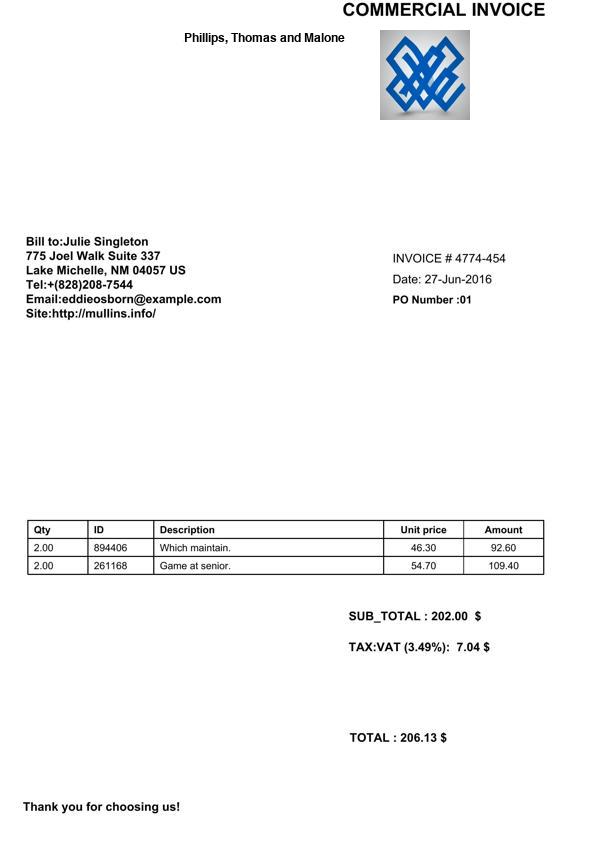 COMMERCIAL INVOICE
Phillips, Thomas and Malone
Bill to:Julie Singleton
775 Joel Walk Suite 337
Lake Michelle, NM 04057 US
Tel:+(828)208-7544
Email:eddieosborn@example.com
Site:http://mullins.info/
INVOICE # 4774-454
Date: 27-Jun-2016
PO Number :01
Qty ID Description Unit price Amount
2.00 894406 Which maintain. 46.30 92.60
2.00 261168 Game at senior. 54.70 109.40
SUB_TOTAL : 202.00 $
TAX:VAT (3.49%): 7.04 $
TOTAL : 206.13 $
Thank you for choosing us!